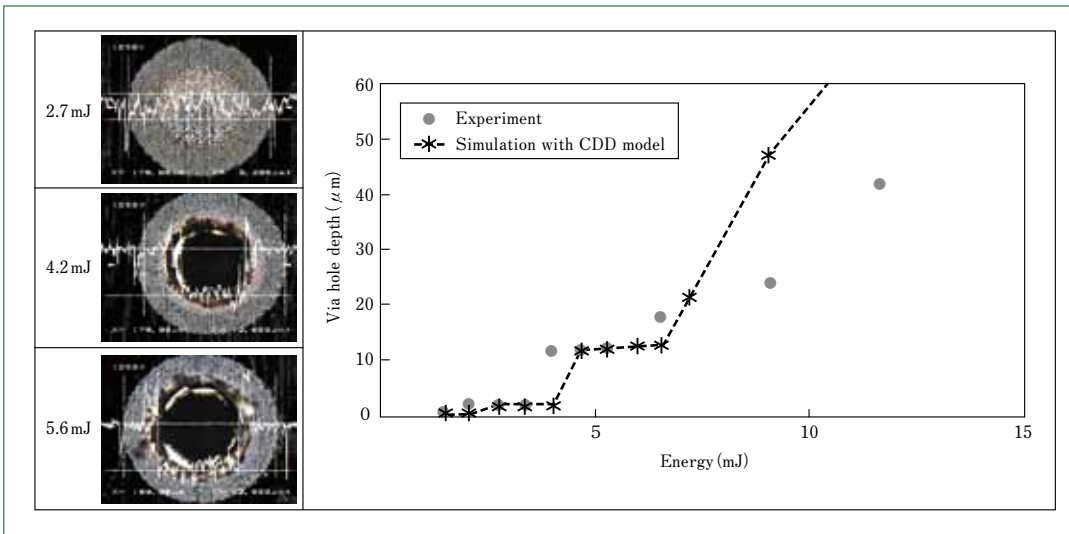 2.7 mJ
4.2 mJ
5.6 mJ
Experiment
Simulation with CDD model
Via hole depth (μm)
60
50
40
30
20
10
0
5
10
15
Energy (mJ)